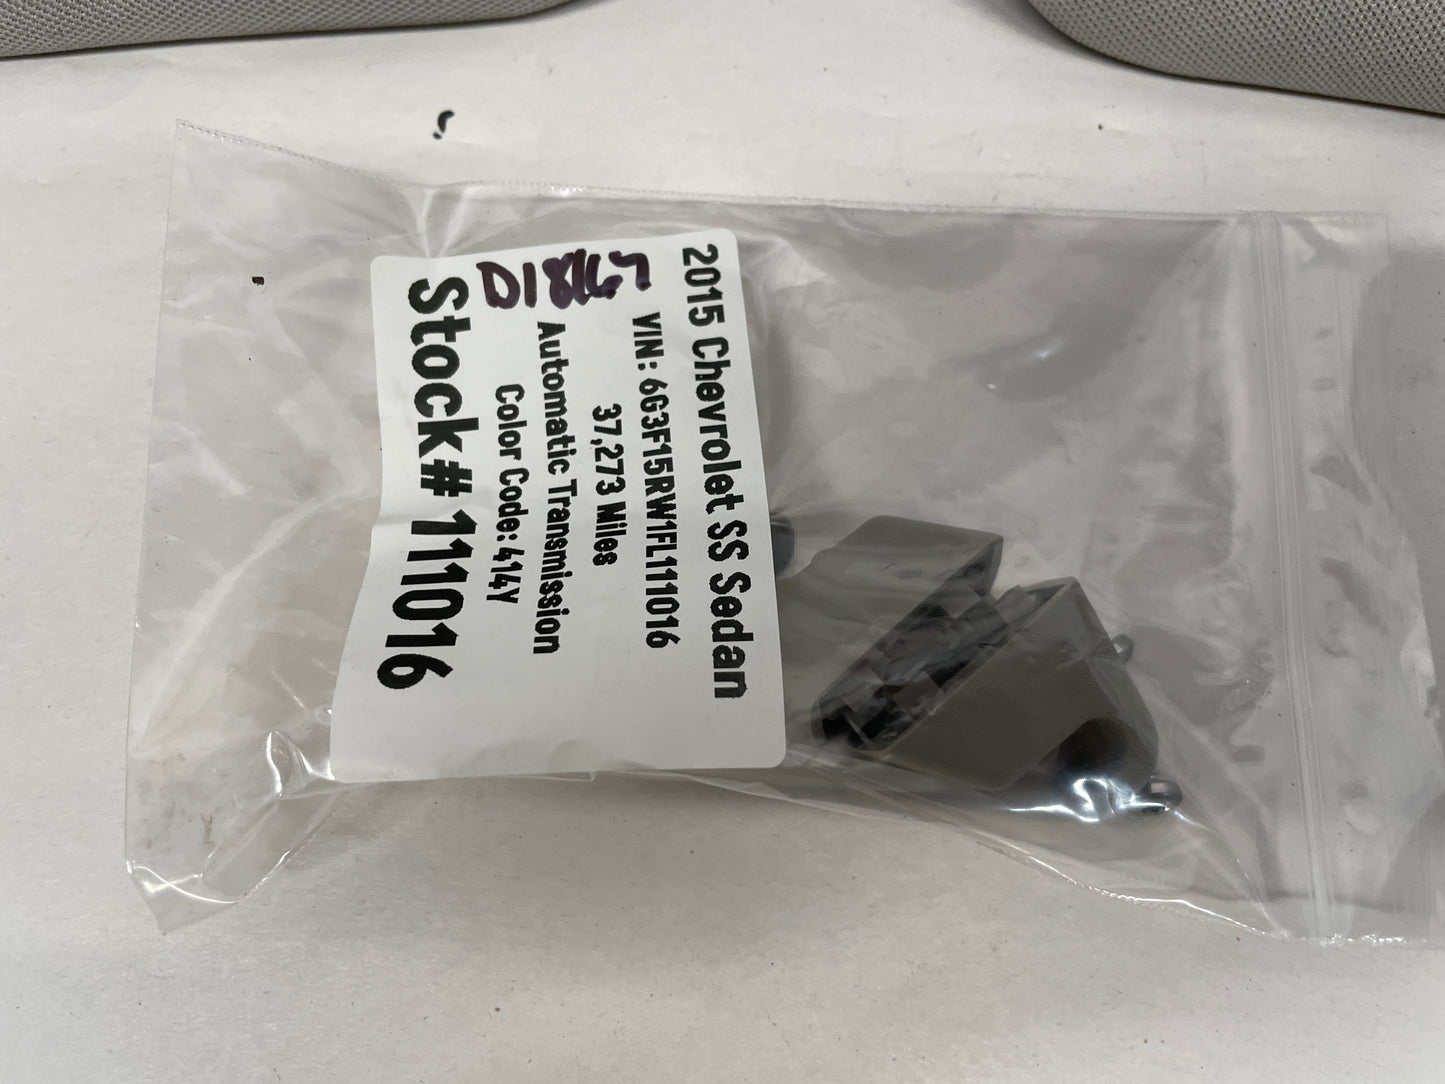 2015 Chevrolet SS Sedan
VIN: 6G3F15RW1FL111016
37,273 Miles
Automatic Transmission
Color Code: 414Y
Stock# 111016